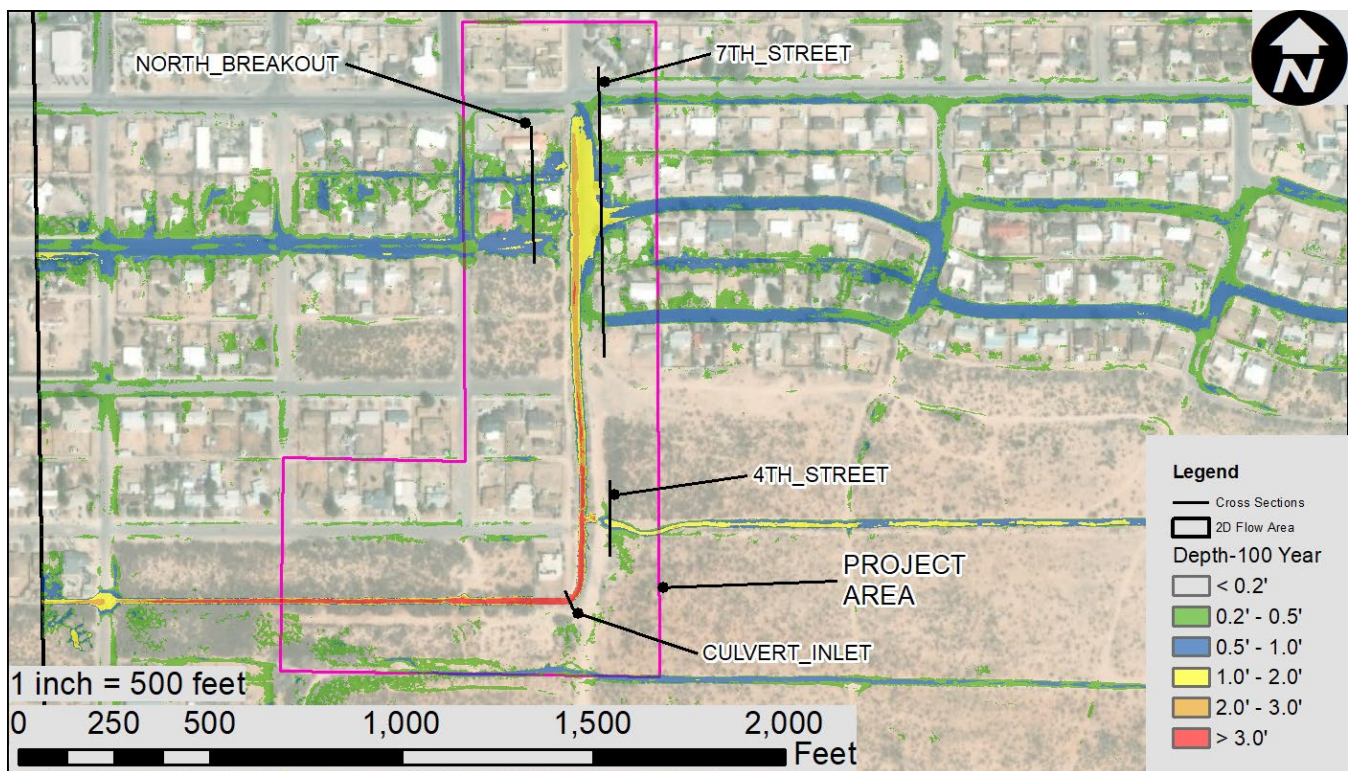 N
NORTH_BREAKOUT
7TH_STREET
4TH_STREET
PROJECT
AREA
CULVERT_INLET
1 inch = 500 feet
0 250 500 1,000 1,500 2,000
Feet
Legend
Cross Sections
2D Flow Area
Depth-100 Year
< 0.2'
0.2' - 0.5'
0.5' - 1.0'
1.0' - 2.0'
2.0' - 3.0'
> 3.0'